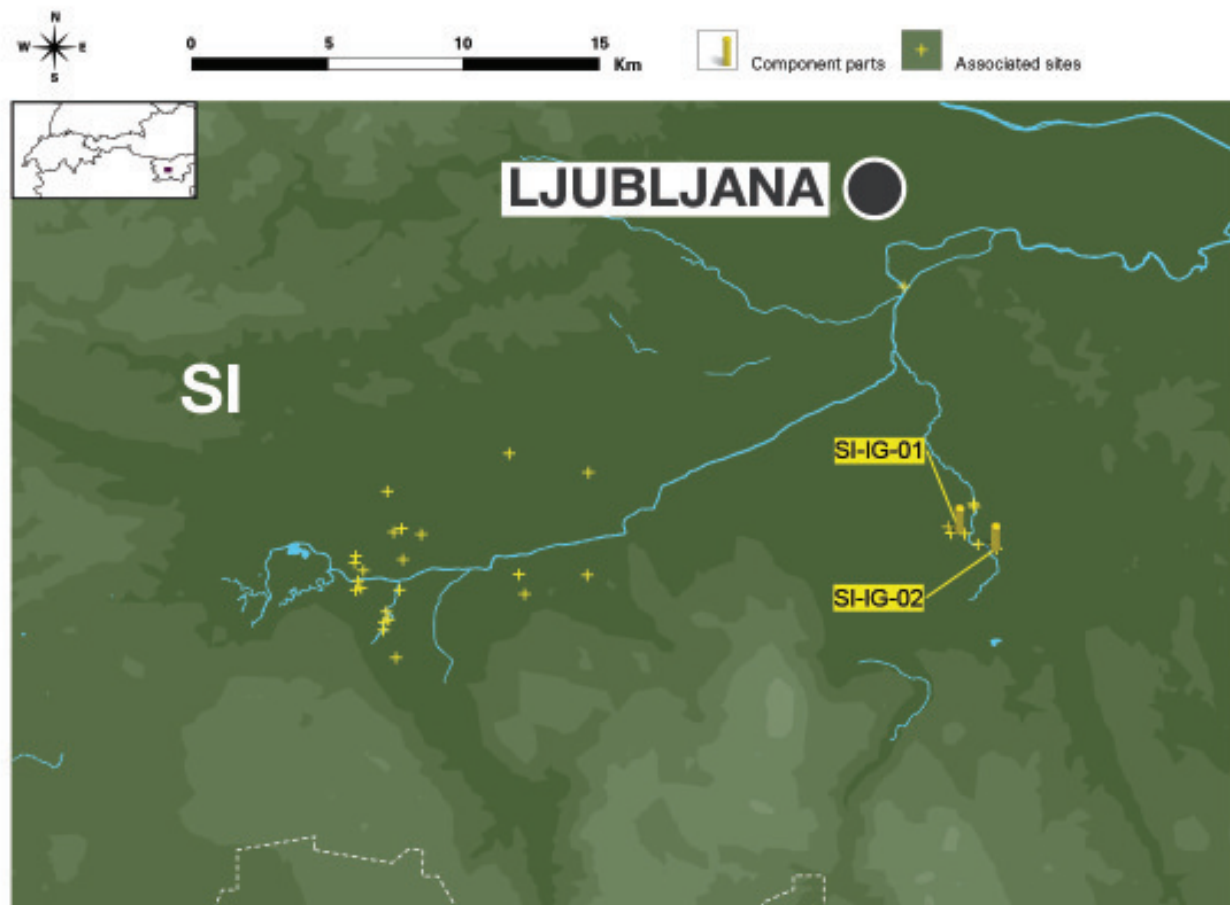 N
W E
S
0 5 10 15
Km
Component parts
Associated sites
LJUBLJANA
SI
SI-IG-01
SI-IG-02